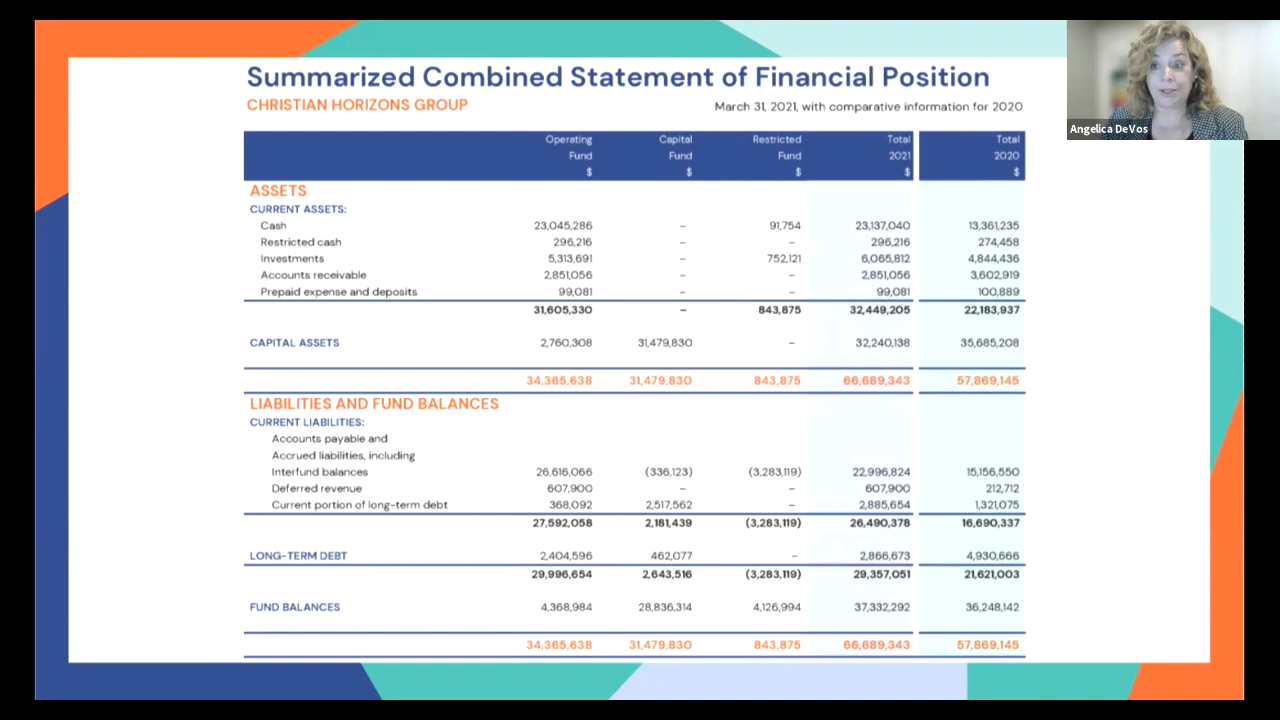 Summarized Combined Statement of Financial Position
CHRISTIAN HORIZONS GROUP
March 31, 2021, with comparative information for 2020
Angelica DeVos
Operating Capital Restricted Total Total
Fund Fund Fund 2021 2020
$ $ $ $ $
ASSETS
CURRENT ASSETS:
Cash 23,045,286 – 91,754 23,137,040 13,361,235
Restricted cash 296,216 – – 296,216 274,458
Investments 5,313,691 – 752,121 6,065,812 4,844,436
Accounts receivable 2,851,056 – – 2,851,056 3,602,919
Prepaid expense and deposits 99,081 – – 99,081 100,889
31,605,330 – 843,875 32,449,205 22,183,937
CAPITAL ASSETS 2,760,308 31,479,830 – 32,240,138 35,685,208
34,365,638 31,479,830 843,875 66,689,343 57,869,145
LIABILITIES AND FUND BALANCES
CURRENT LIABILITIES:
Accounts payable and
Accrued liabilities, including
Interfund balances 26,616,066 (336,123) (3,283,119) 22,996,824 15,156,550
Deferred revenue 607,900 – – 607,900 212,712
Current portion of long-term debt 368,092 2,517,562 – 2,885,654 1,321,075
27,592,058 2,181,439 (3,283,119) 26,490,378 16,690,337
LONG-TERM DEBT 2,404,596 462,077 – 2,866,673 4,930,666
29,996,654 2,643,516 (3,283,119) 29,357,051 21,621,003
FUND BALANCES 4,368,984 28,836,314 4,126,994 37,332,292 36,248,142
34,365,638 31,479,830 843,875 66,689,343 57,869,145